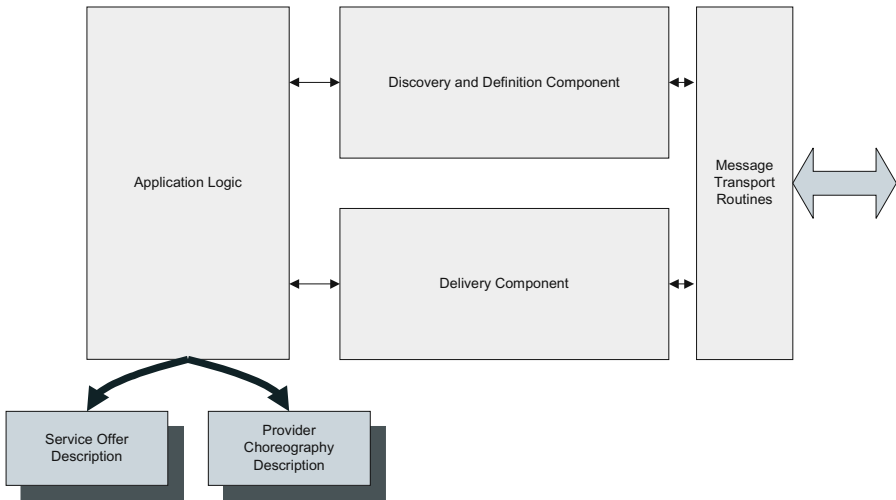 Discovery and Definition Component
Application Logic
Message
Transport
Routines
Delivery Component
Service Offer
Description
Provider
Choreography
Description